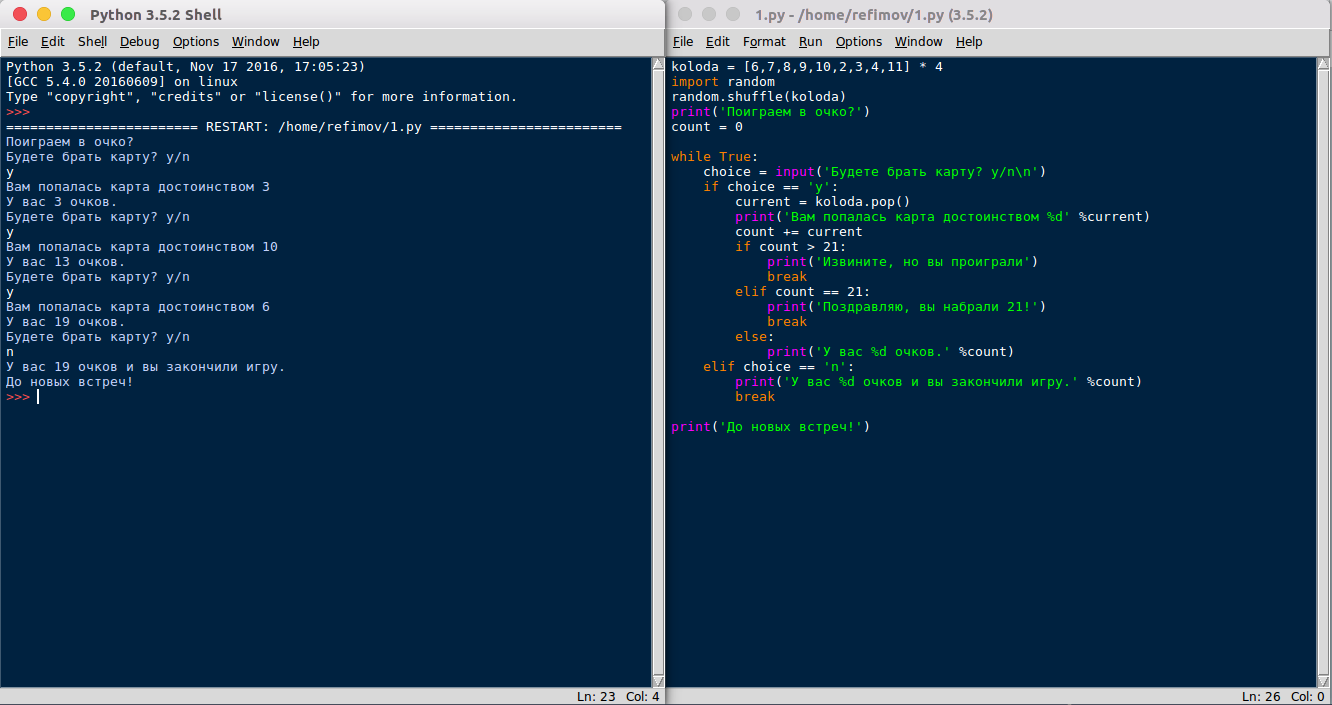 Python 3.5.2 Shell
File Edit Shell Debug Options Window Help
Python 3.5.2 (default, Nov 17 2016, 17:05:23)
[GCC 5.4.0 20160609] on linux
Type "copyright", "credits" or "license()" for more information.
>>>
======================== RESTART: /home/refimov/1.py ========================
Поиграем в очко?
Будете брать карту? y/n
y
Вам попалась карта достоинством 3
У вас 3 очков.
Будете брать карту? y/n
y
Вам попалась карта достоинством 10
У вас 13 очков.
Будете брать карту? y/n
y
Вам попалась карта достоинством 6
У вас 19 очков.
Будете брать карту? y/n
n
У вас 19 очков и вы закончили игру.
До новых встреч!
>>>
Ln: 23 Col: 4
1.py - /home/refimov/1.py (3.5.2)
File Edit Format Run Options Window Help
koloda = [6,7,8,9,10,2,3,4,11] * 4
import random
random.shuffle(koloda)
print('Поиграем в очко?')
count = 0

while True:
    choice = input('Будете брать карту? y/n\n')
    if choice == 'y':
        current = koloda.pop()
        print('Вам попалась карта достоинством %d' %current)
        count += current
        if count > 21:
            print('Извините, но вы проиграли')
            break
        elif count == 21:
            print('Поздравляю, вы набрали 21!')
            break
        else:
            print('У вас %d очков.' %count)
    elif choice == 'n':
        print('У вас %d очков и вы закончили игру.' %count)
        break

print('До новых встреч!')
Ln: 26 Col: 0